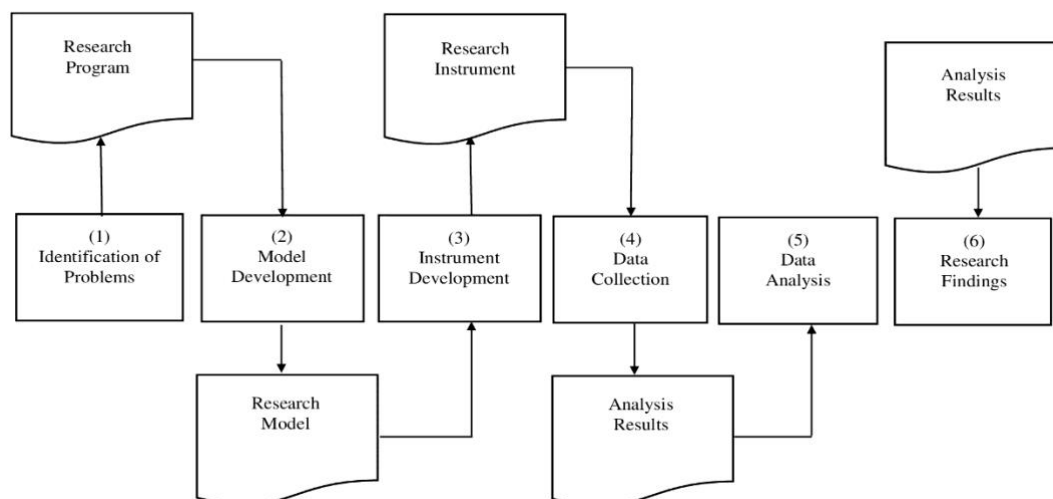 Research
Program
Research
Instrument
Analysis
Results
(1)
Identification of
Problems
(2)
Model
Development
(3)
Instrument
Development
(4)
Data
Collection
(5)
Data
Analysis
(6)
Research
Findings
Research
Model
Analysis
Results